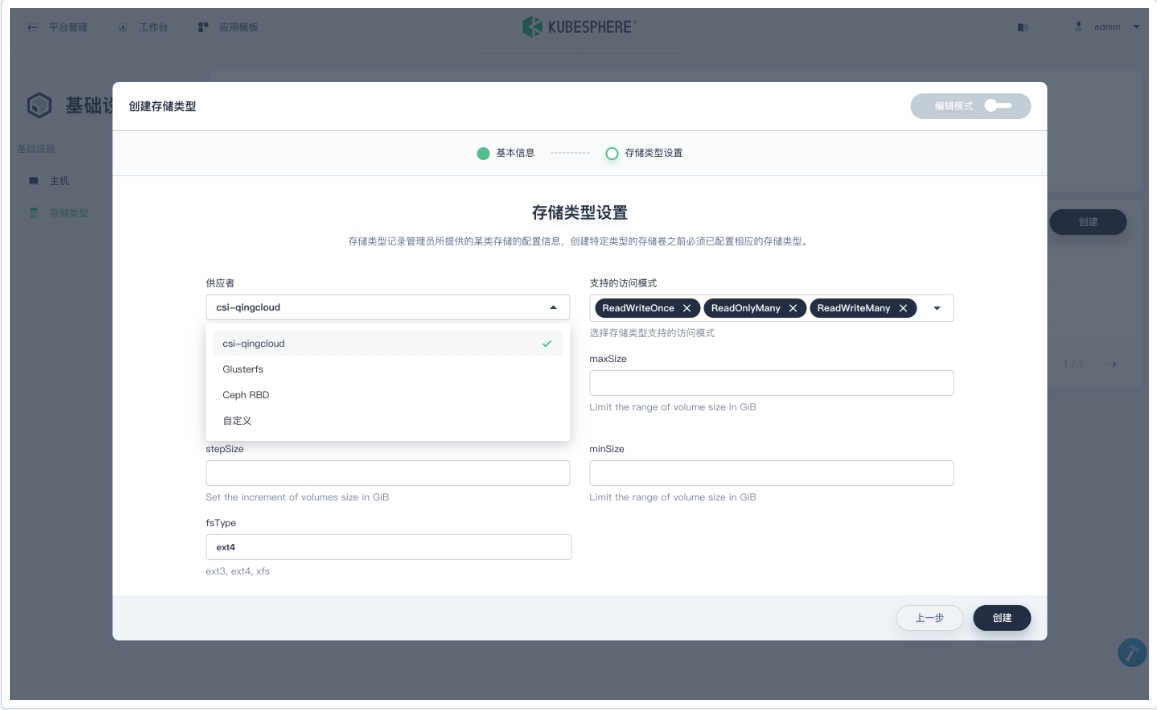 平台管理 工作台 应用模板 KUBESPHERE admin
基础设
创建存储类型 编辑模式
基础设施
基本信息 存储类型设置
主机
存储类型
创建
存储类型设置
存储类型记录管理员所提供的某类存储的配置信息，创建特定类型的存储卷之前必须已配置相应的存储类型。
供应者 支持的访问模式
csi-qingcloud ReadWriteOnce ReadOnlyMany ReadWriteMany
选择存储类型支持的访问模式
csi-qingcloud
maxSize
Glusterfs 1 / 1
Ceph RBD
Limit the range of volume size in GiB
自定义
stepSize minSize
Set the increment of volumes size in GiB Limit the range of volume size in GiB
fsType
ext4
ext3, ext4, xfs
上一步 创建